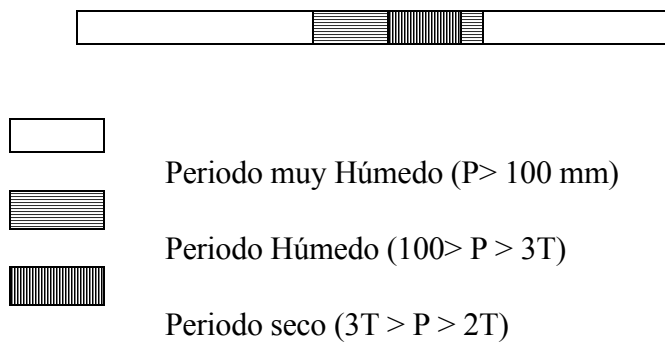 Periodo muy Húmedo (P> 100 mm)
Periodo Húmedo (100> P > 3T)
Periodo seco (3T > P > 2T)